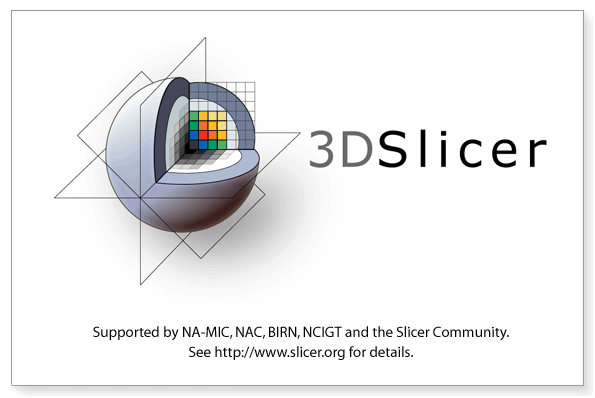 3DSlicer
Supported by NA-MIC, NAC, BIRN, NCIGT and the Slicer Community.
See http://www.slicer.org for details.